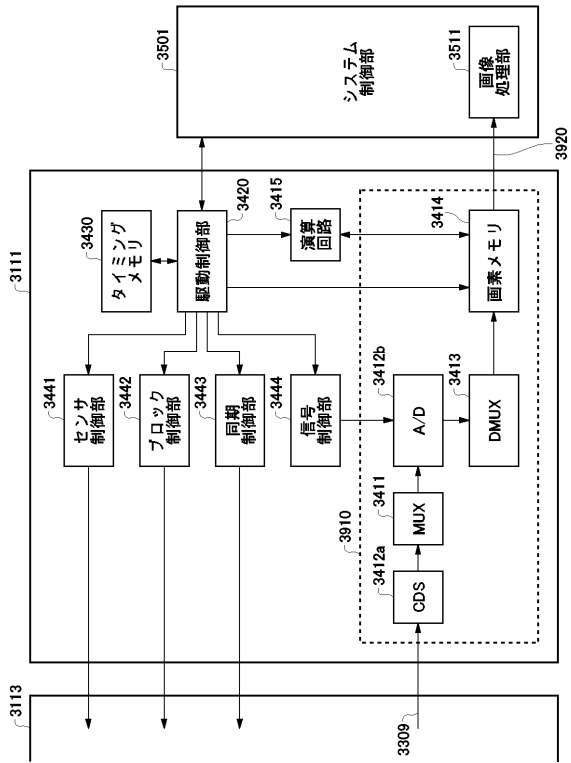 3113
3111
3501
3441
センサ
制御部
3442
ブロック
制御部
3443
同期
制御部
3444
信号
制御部
3430
タイミング
メモリ
3420
駆動制御部
3415
演算
回路
システム
制御部
3511
画像
処理部
3910
3412a
CDS
3411
MUX
3412b
A/D
3413
DMUX
3414
画素メモリ
3309
3920